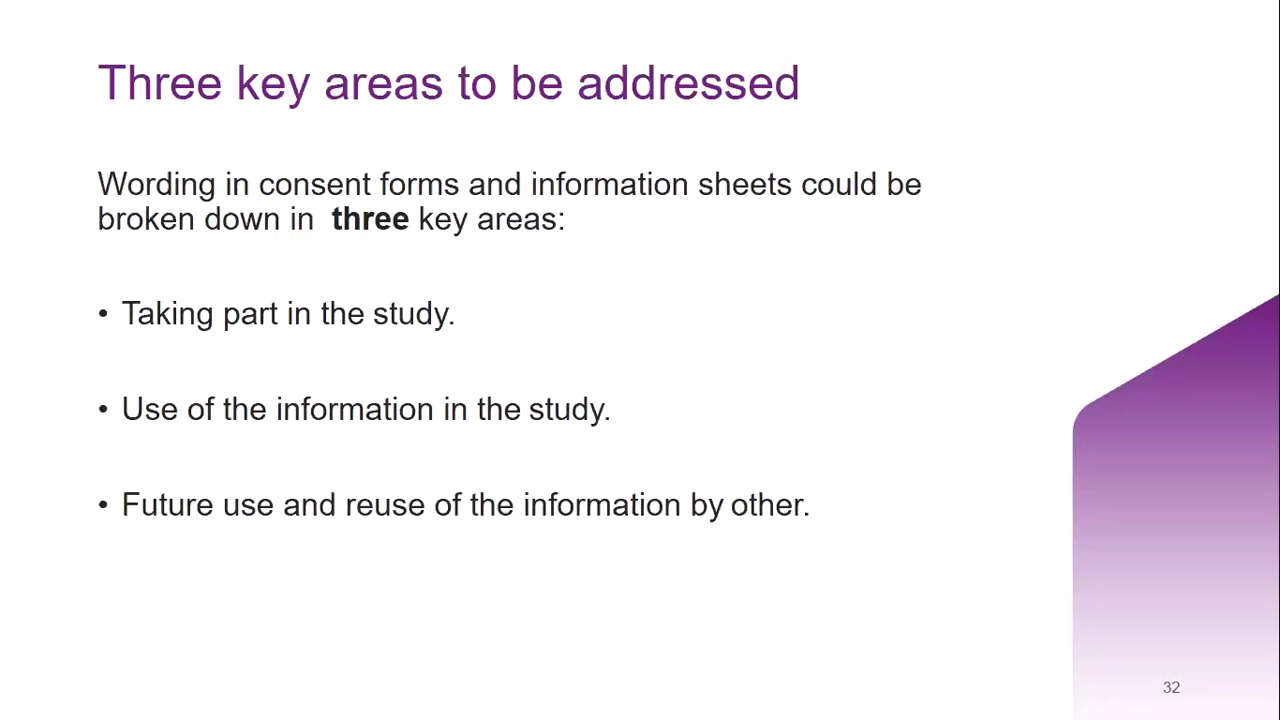 Three key areas to be addressed
Wording in consent forms and information sheets could be
broken down in three key areas:
• Taking part in the study.
• Use of the information in the study.
• Future use and reuse of the information by other.
32